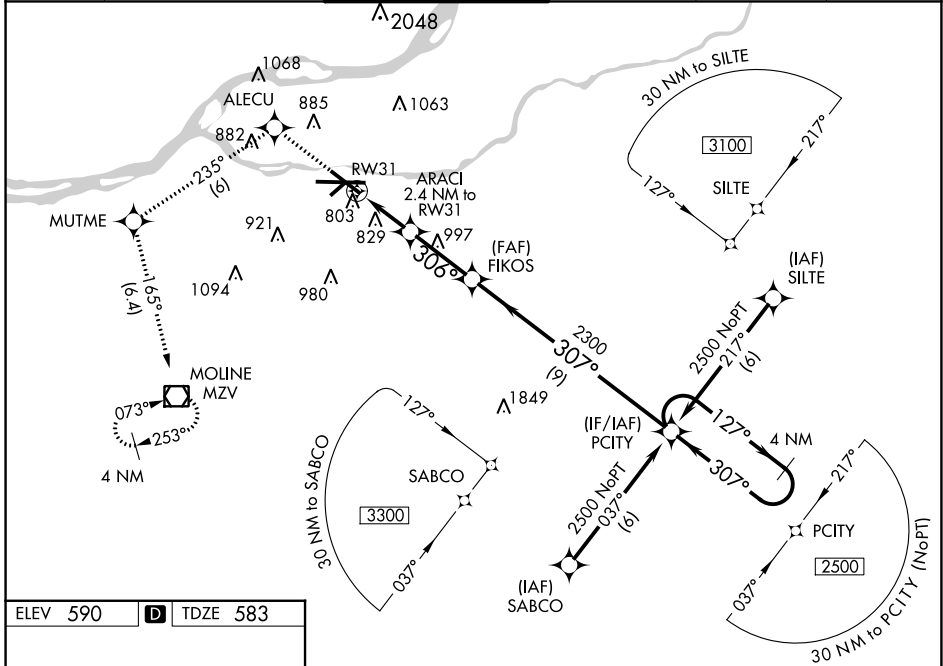 2048
1068
ALECU
885
1063
882
30 NM to SILTE
3100
217°
127°
SILTE
235°
(6)
RW31
ARACI
2.4 NM to
RW31
803
829
997
MUTME
921
306°
(FAF)
FIKOS
1094
980
165°
(6.4)
(IAF)
SILTE
2300
307°
(9)
2500 NoPT
217°
(6)
MOLINE
MZV
073°
253°
4 NM
1849
(IF/IAF)
PCITY
127°
4 NM
307°
30 NM to SABCO
127°
SABCO
3300
037°
2500 NoPT
037°
(6)
(IAF)
SABCO
217°
PCITY
2500
037°
30 NM to PCITY (NoPT)
ELEV 590 D TDZE 583